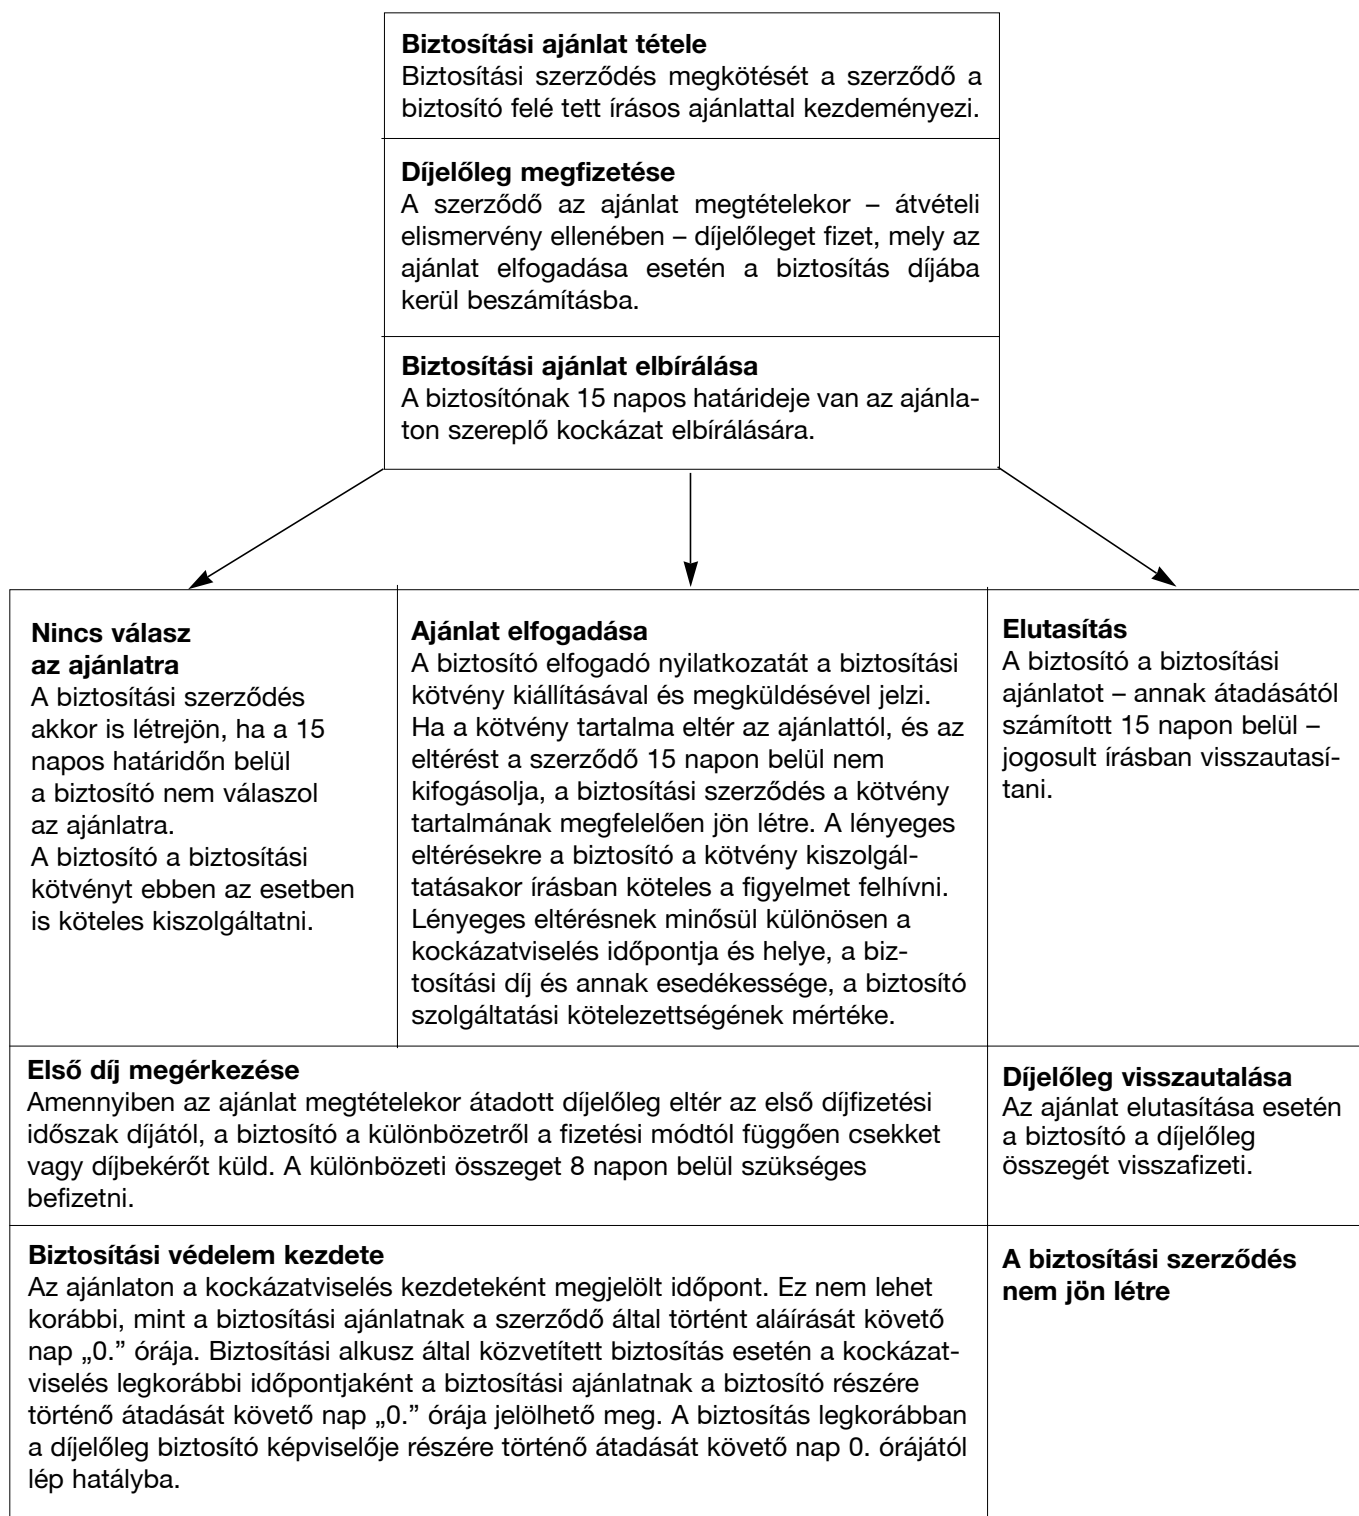 Biztosítási ajánlat tétele
Biztosítási szerződés megkötését a szerződő a
biztosító felé tett írásos ajánlattal kezdeményezi.
Díjelőleg megfizetése
A szerződő az ajánlat megtételekor – átvételi
elismervény ellenében – díjelőleget fizet, mely az
ajánlat elfogadása esetén a biztosítás díjába
kerül beszámításba.
Biztosítási ajánlat elbírálása
A biztosítónak 15 napos határideje van az ajánla-
ton szereplő kockázat elbírálására.
Nincs válasz
az ajánlatra
A biztosítási szerződés
akkor is létrejön, ha a 15
napos határidőn belül
a biztosító nem válaszol
az ajánlatra.
A biztosító a biztosítási
kötvényt ebben az esetben
is köteles kiszolgáltatni.
Ajánlat elfogadása
A biztosító elfogadó nyilatkozatát a biztosítási
kötvény kiállításával és megküldésével jelzi.
Ha a kötvény tartalma eltér az ajánlattól, és az
eltérést a szerződő 15 napon belül nem
kifogásolja, a biztosítási szerződés a kötvény
tartalmának megfelelően jön létre. A lényeges
eltérésekre a biztosító a kötvény kiszolgál-
tatásakor írásban köteles a figyelmet felhívni.
Lényeges eltérésnek minősül különösen a
kockázatviselés időpontja és helye, a biz-
tosítási díj és annak esedékessége, a biztosító
szolgáltatási kötelezettségének mértéke.
Elutasítás
A biztosító a biztosítási
ajánlatot – annak átadásától
számított 15 napon belül –
jogosult írásban visszautasí-
tani.
Első díj megérkezése
Amennyiben az ajánlat megtételekor átadott díjelőleg eltér az első díjfizetési
időszak díjától, a biztosító a különbözetről a fizetési módtól függően csekket
vagy díjbekérőt küld. A különbözeti összeget 8 napon belül szükséges
befizetni.
Díjelőleg visszautalása
Az ajánlat elutasítása esetén
a biztosító a díjelőleg
összegét visszafizeti.
Biztosítási védelem kezdete
Az ajánlaton a kockázatviselés kezdeteként megjelölt időpont. Ez nem lehet
korábbi, mint a biztosítási ajánlatnak a szerződő által történt aláírását követő
nap „0.” órája. Biztosítási alkusz által közvetített biztosítás esetén a kockázat-
viselés legkorábbi időpontjaként a biztosítási ajánlatnak a biztosító részére
történő átadását követő nap „0.” órája jelölhető meg. A biztosítás legkorábban
a díjelőleg biztosító képviselője részére történő átadását követő nap 0. órájától
lép hatályba.
A biztosítási szerződés
nem jön létre